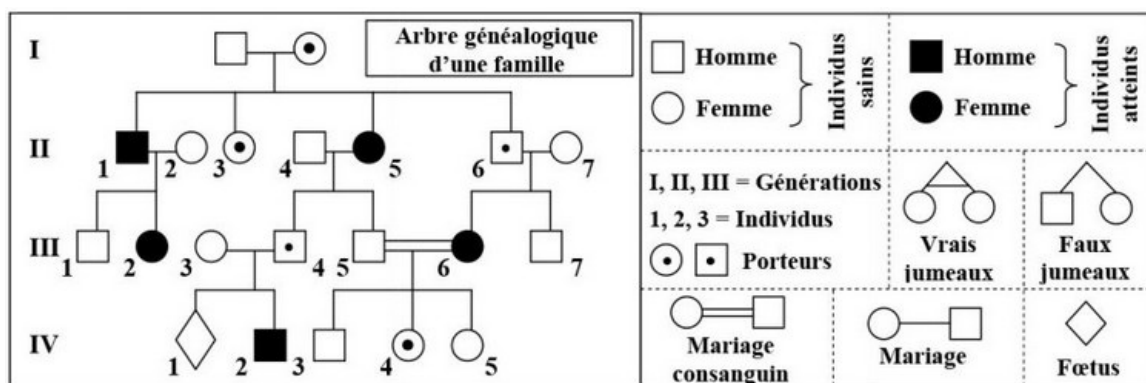 Arbre généalogique
d'une famille
I
II
1
2
3
4
5
6
7
III
1
2
3
4
5
6
7
IV
1
2
3
4
5
Homme
Femme
Individus
sains
Homme
Femme
Individus
atteints
I, II, III = Générations
1, 2, 3 = Individus
Porteurs
Vrais
jumeaux
Faux
jumeaux
Mariage
consanguin
Mariage
Fœtus